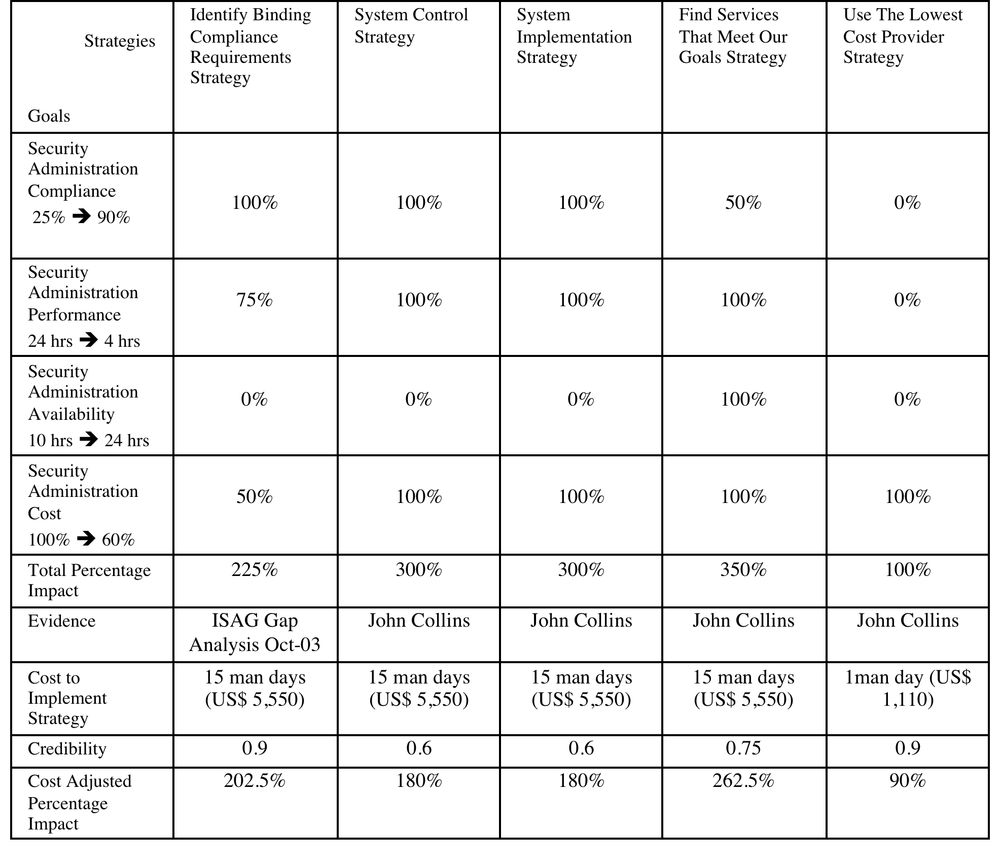 Strategies
Goals
Identify Binding
Compliance
Requirements
Strategy
System Control
Strategy
System
Implementation
Strategy
Find Services
That Meet Our
Goals Strategy
Use The Lowest
Cost Provider
Strategy
Security
Administration
Compliance
25% ➔ 90%
100%
100%
100%
50%
0%
Security
Administration
Performance
24 hrs ➔ 4 hrs
75%
100%
100%
100%
0%
Security
Administration
Availability
10 hrs ➔ 24 hrs
0%
0%
0%
100%
0%
Security
Administration
Cost
100% ➔ 60%
50%
100%
100%
100%
100%
Total Percentage
Impact
225%
300%
300%
350%
100%
Evidence
ISAG Gap
Analysis Oct-03
John Collins
John Collins
John Collins
John Collins
Cost to
Implement
Strategy
15 man days
(US$ 5,550)
15 man days
(US$ 5,550)
15 man days
(US$ 5,550)
15 man days
(US$ 5,550)
1man day (US$
1,110)
Credibility
0.9
0.6
0.6
0.75
0.9
Cost Adjusted
Percentage
Impact
202.5%
180%
180%
262.5%
90%